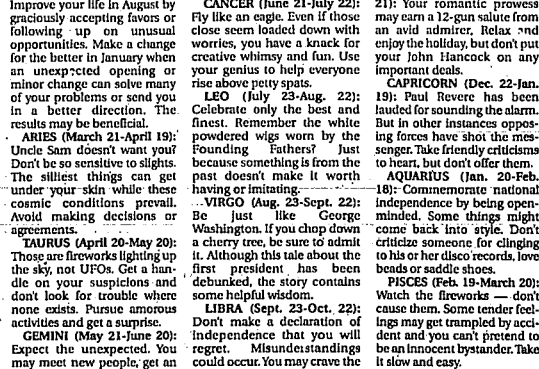 Improve your life in August by
graciously accepting favors or
following up on unusual
opportunities. Make a change
for the better in January when
an unexpected opening or
minor change can solve many
of your problems or send you
in a better direction. The
results may be beneficial.
ARIES (March 21-April 19):
Uncle Sam doesn't want you?
Don't be so sensitive to slights.
The silliest things can get
under your skin while these
cosmic conditions prevail.
Avoid making decisions or
agreements.
TAURUS (April 20-May 20):
Those are fireworks lighting up
the sky, not UFOs. Get a han-
dle on your suspicions and
don't look for trouble where
none exists. Pursue amorous
activities and get a surprise.
GEMINI (May 21-June 20):
Expect the unexpected. You
may meet new people, get an
CANCER (June 21-July 22):
Fly like an eagle. Even if those
close seem loaded down with
worries, you have a knack for
creative whimsy and fun. Use
your genius to help everyone
rise above petty spats.
LEO (July 23-Aug. 22):
Celebrate only the best and
finest. Remember the white
powdered wigs worn by the
Founding Fathers? Just
because something is from the
past doesn't make it worth
having or imitating.
VIRGO (Aug. 23-Sept. 22):
Be just like George
Washington. If you chop down
a cherry tree, be sure to admit
it. Although this tale about the
first president has been
debunked, the story contains
some helpful wisdom.
LIBRA (Sept. 23-Oct. 22):
Don't make a declaration of
independence that you will
regret. Misunderstandings
could occur. You may crave the
21): Your romantic prowess
may earn a 12-gun salute from
an avid admirer. Relax and
enjoy the holiday, but don't put
your John Hancock on any
important deals.
CAPRICORN (Dec. 22-Jan.
19): Paul Revere has been
lauded for sounding the alarm.
But in other instances oppos-
ing forces have shot the mes-
senger. Take friendly criticisms
to heart, but don't offer them.
AQUARIUS (Jan. 20-Feb.
18): Commemorate national
independence by being open-
minded. Some things might
come back into style. Don't
criticize someone for clinging
to his or her disco records, love
beads or saddle shoes.
PISCES (Feb. 19-March 20):
Watch the fireworks — don't
cause them. Some tender feel-
ings may get trampled by acci-
dent and you can't pretend to
be an innocent bystander. Take
it slow and easy.